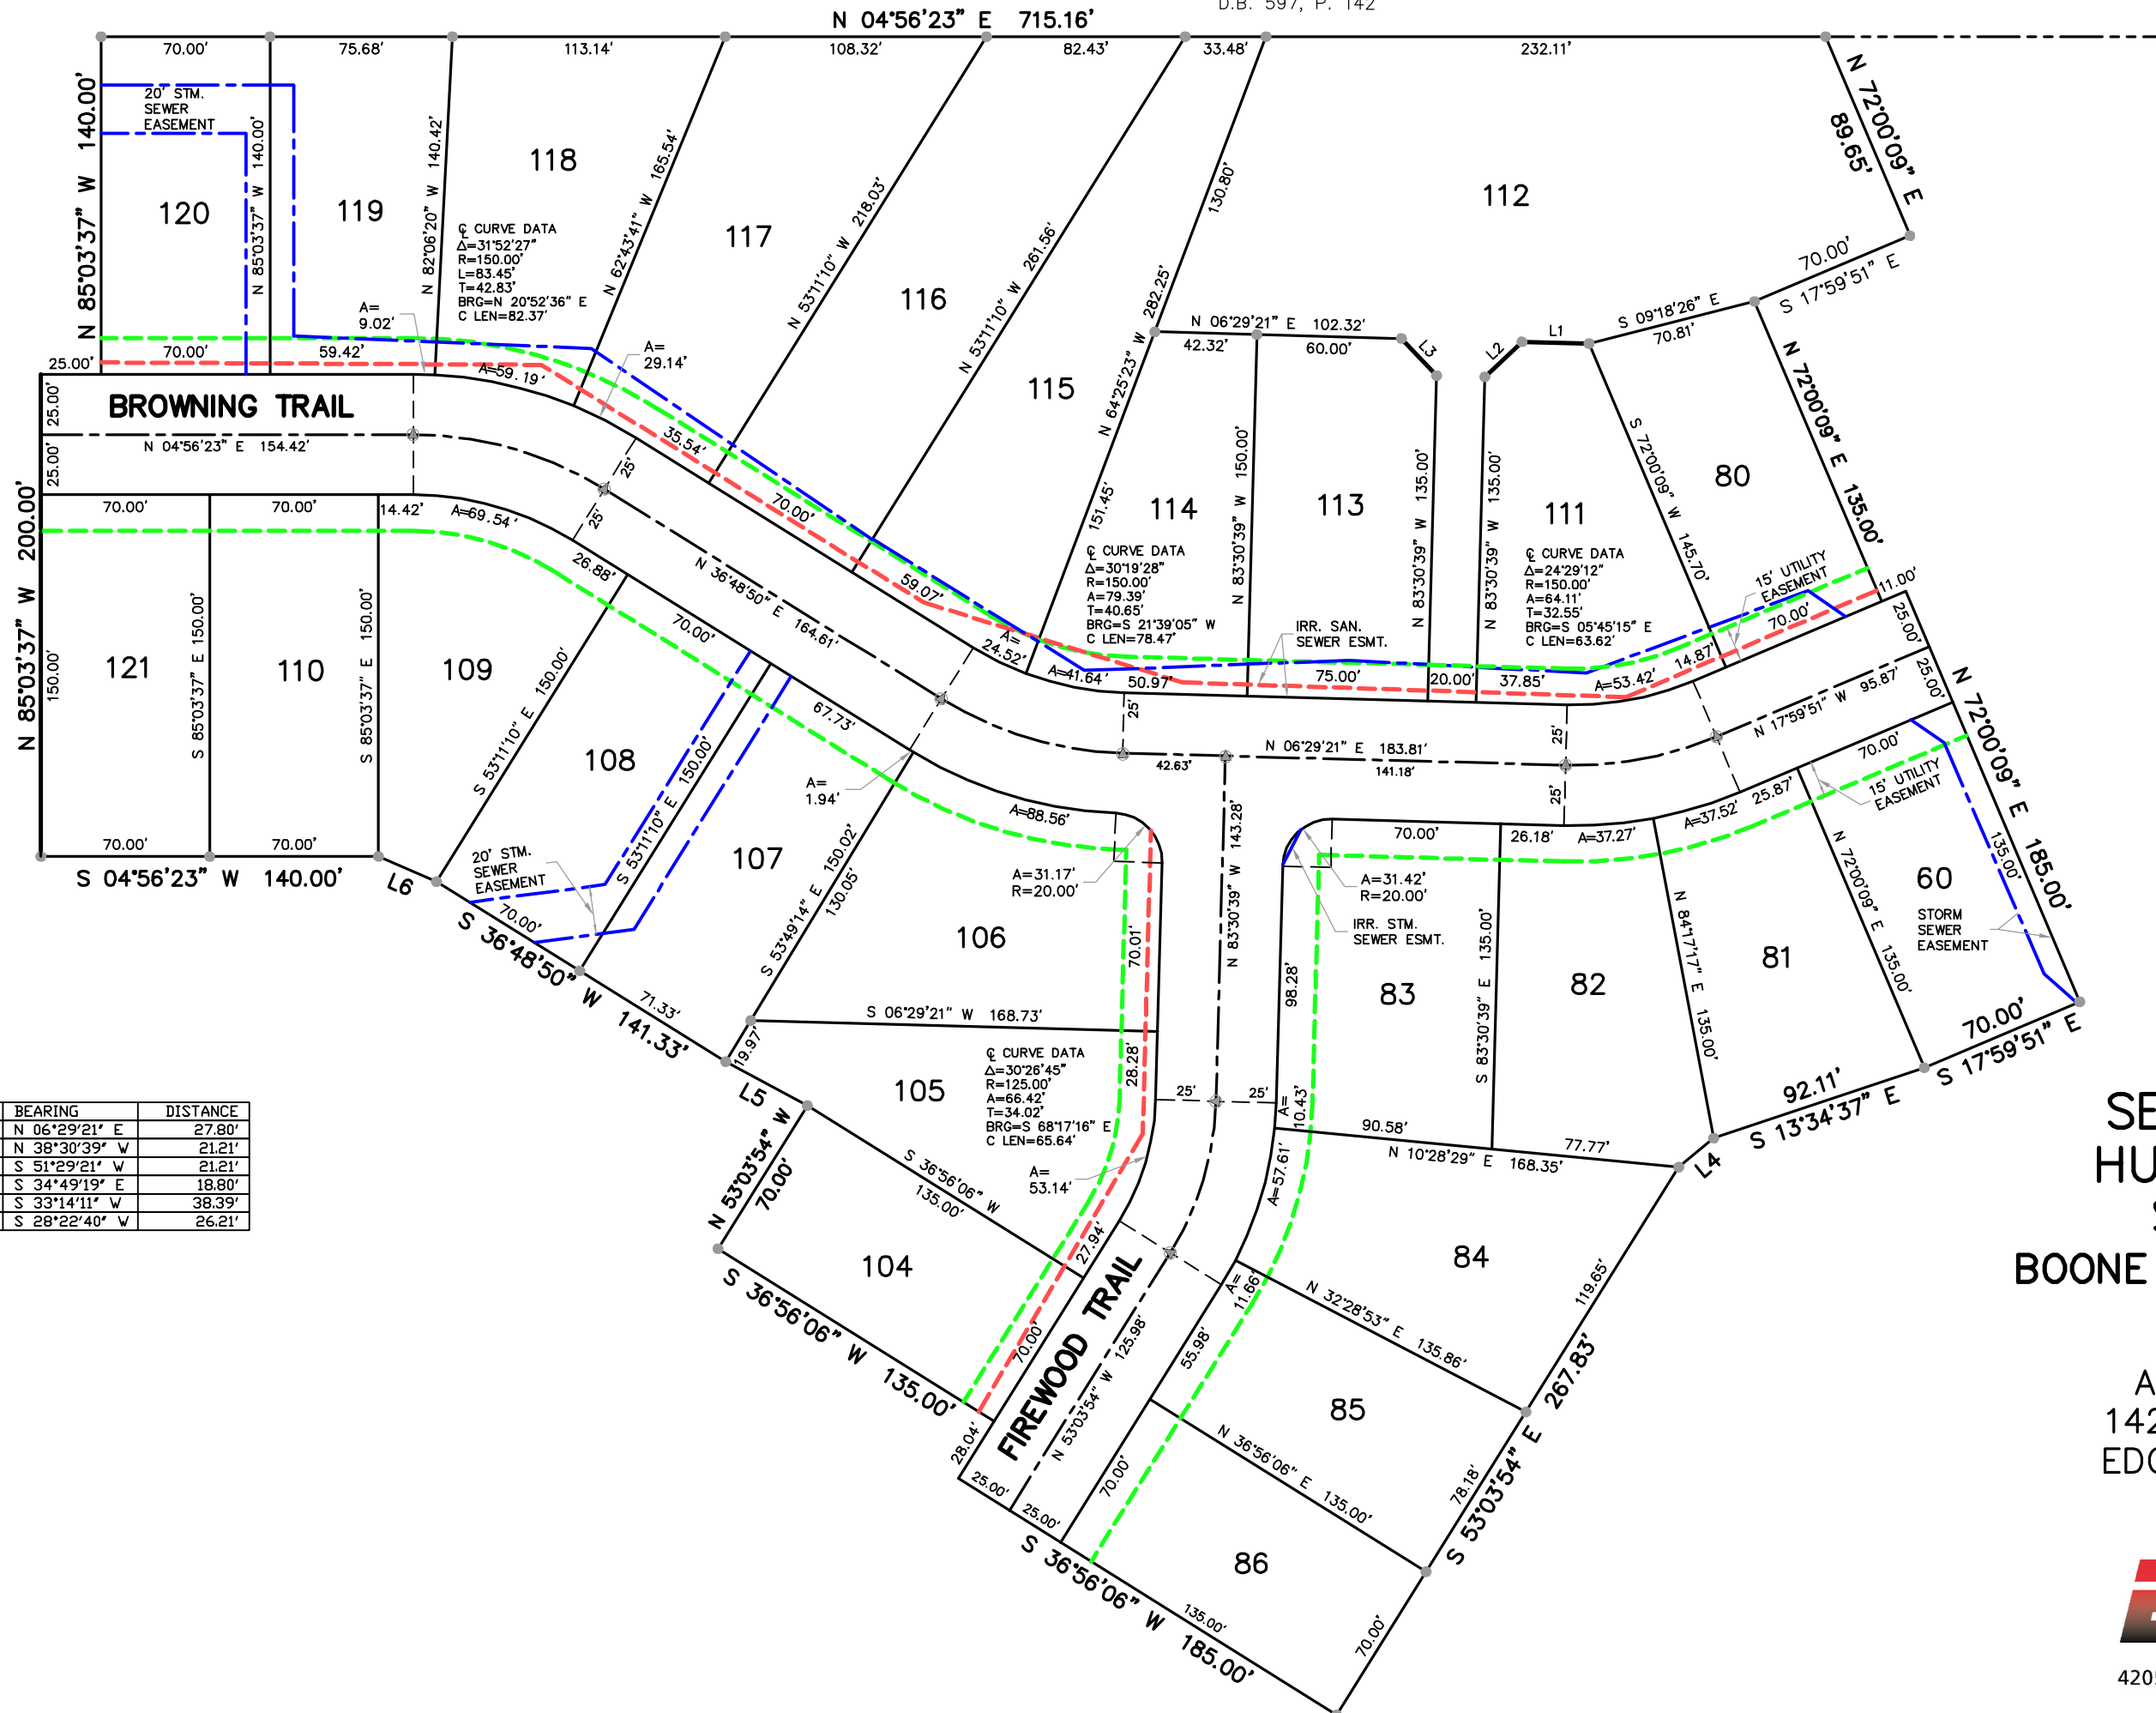 D.B. 597, P. 142
N 04°56'23" E 715.16'
70.00'
75.68'
113.14'
108.32'
82.43'
33.48'
232.11'
N 72°00'09" E
89.65'
N 85°03'37" W 140.00'
20' STM.
SEWER
EASEMENT
N 85°03'37" W 140.00'
N 82°06'20" W 140.42'
N 62°43'41" W 165.54'
N 53°11'10" W 218.03'
N 53°11'10" W 261.56'
130.80'
N 64°25'23" W 282.25'
151.45'
120
119
118
117
116
115
114
113
112
111
80
℄ CURVE DATA
Δ=31°52'27"
R=150.00'
L=83.45'
T=42.83'
BRG=N 20°52'36" E
C LEN=82.37'
70.00'
S 17°59'51" E
S 09°18'26" E
70.81'
L1
L2
L3
N 06°29'21" E 102.32'
42.32'
60.00'
N 72°00'09" E 135.00'
S 72°00'09" W 145.70'
N 83°30'39" W 150.00'
N 83°30'39" W 135.00'
N 83°30'39" W 135.00'
℄ CURVE DATA
Δ=30°19'28"
R=150.00'
A=79.39'
T=40.65'
BRG=S 21°39'05" W
C LEN=78.47'
℄ CURVE DATA
Δ=24°29'12"
R=150.00'
A=64.11'
T=32.55'
BRG=S 05°45'15" E
C LEN=63.62'
15' UTILITY
EASEMENT
IRR. SAN.
SEWER ESMT.
25.00'
70.00'
59.42'
A=
9.02'
A=59.19'
A=
29.14'
35.54'
70.00'
59.07'
A=
24.52'
A=41.64'
50.97'
75.00'
20.00'
37.85'
A=53.42'
14.87'
70.00'
11.00'
25.00'
25.00'
BROWNING TRAIL
25.00'
25.00'
N 04°56'23" E 154.42'
25'
25'
N 36°48'50" E 164.61'
25'
25'
25'
N 06°29'21" E 183.81'
42.63'
141.18'
N 17°59'51" W 95.87'
N 85°03'37" W 200.00'
70.00'
70.00'
14.42'
A=69.54'
26.88'
70.00'
67.73'
A=
1.94'
A=88.56'
150.00'
S 85°03'37" E 150.00'
S 85°03'37" E 150.00'
S 53°11'10" E 150.00'
S 53°11'10" E 150.00'
S 53°49'14" E 150.02'
130.05'
121
110
109
108
107
106
105
104
70.00'
70.00'
S 04°56'23" W 140.00'
L6
20' STM.
SEWER
EASEMENT
70.00'
S 36°48'50" W 141.33'
71.33'
19.97'
L5
A=31.17'
R=20.00'
A=31.42'
R=20.00'
IRR. STM.
SEWER ESMT.
N 83°30'39" W 143.28'
70.01'
28.28'
98.28'
A=
10.43'
S 06°29'21" W 168.73'
℄ CURVE DATA
Δ=30°26'45"
R=125.00'
A=66.42'
T=34.02'
BRG=S 68°17'16" E
C LEN=65.64'
25'
25'
A=
53.14'
A=57.61'
27.94'
70.00'
28.04'
N 53°03'54" W
70.00'
S 36°56'06" W
135.00'
S 36°56'06" W 135.00'
FIREWOOD TRAIL
N 53°03'54" W 125.98'
25.00'
25.00'
A=
11.66'
55.98'
70.00'
70.00'
26.18'
A=37.27'
A=37.52'
25.87'
70.00'
15' UTILITY
EASEMENT
N 72°00'09" E 185.00'
135.00'
83
82
81
60
STORM
SEWER
EASEMENT
S 83°30'39" E 135.00'
N 84°17'17" E 135.00'
N 72°00'09" E 135.00'
70.00'
S 17°59'51" E
92.11'
S 13°34'37" E
L4
90.58'
77.77'
N 10°28'29" E 168.35'
84
85
86
119.65'
S 53°03'54" E 267.83'
78.18'
70.00'
N 32°28'53" E 135.86'
N 36°56'06" E 135.00'
135.00'
S 36°56'06" W 185.00'
BEARING DISTANCE
N 06°29'21" E 27.80'
N 38°30'39" W 21.21'
S 51°29'21" W 21.21'
S 34°49'19" E 18.80'
S 33°14'11" W 38.39'
S 28°22'40" W 26.21'
SE
HU
BOONE
A
142
EDG
420